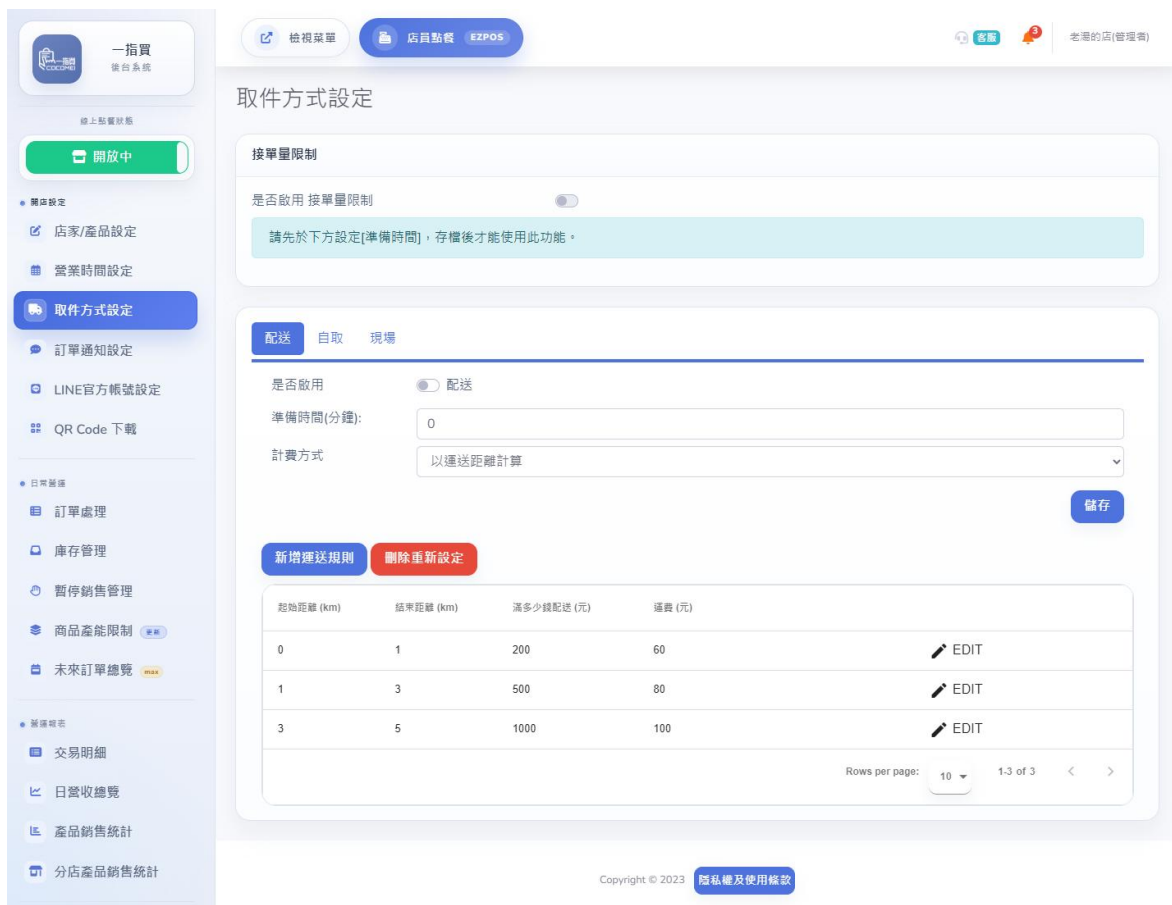 一指買
COCOMEI
一指買
後台系統
線上點餐狀態
開放中
開店設定
店家/產品設定
營業時間設定
取件方式設定
訂單通知設定
LINE官方帳號設定
QR Code 下載
日常營運
訂單處理
庫存管理
暫停銷售管理
商品產能限制 更新
未來訂單總覽 max
營運報表
交易明細
日營收總覽
產品銷售統計
分店產品銷售統計
檢視菜單
店員點餐 EZPOS
客服
3
老湯的店(管理者)
取件方式設定
接單量限制
是否啟用 接單量限制
請先於下方設定[準備時間],存檔後才能使用此功能。
配送 自取 現場
是否啟用 配送
準備時間(分鐘): 0
計費方式 以運送距離計算
儲存
新增運送規則 刪除重新設定
起始距離 (km) 結束距離 (km) 滿多少錢配送 (元) 運費 (元)
0 1 200 60 EDIT
1 3 500 80 EDIT
3 5 1000 100 EDIT
Rows per page: 10 1-3 of 3
Copyright © 2023 隱私權及使用條款